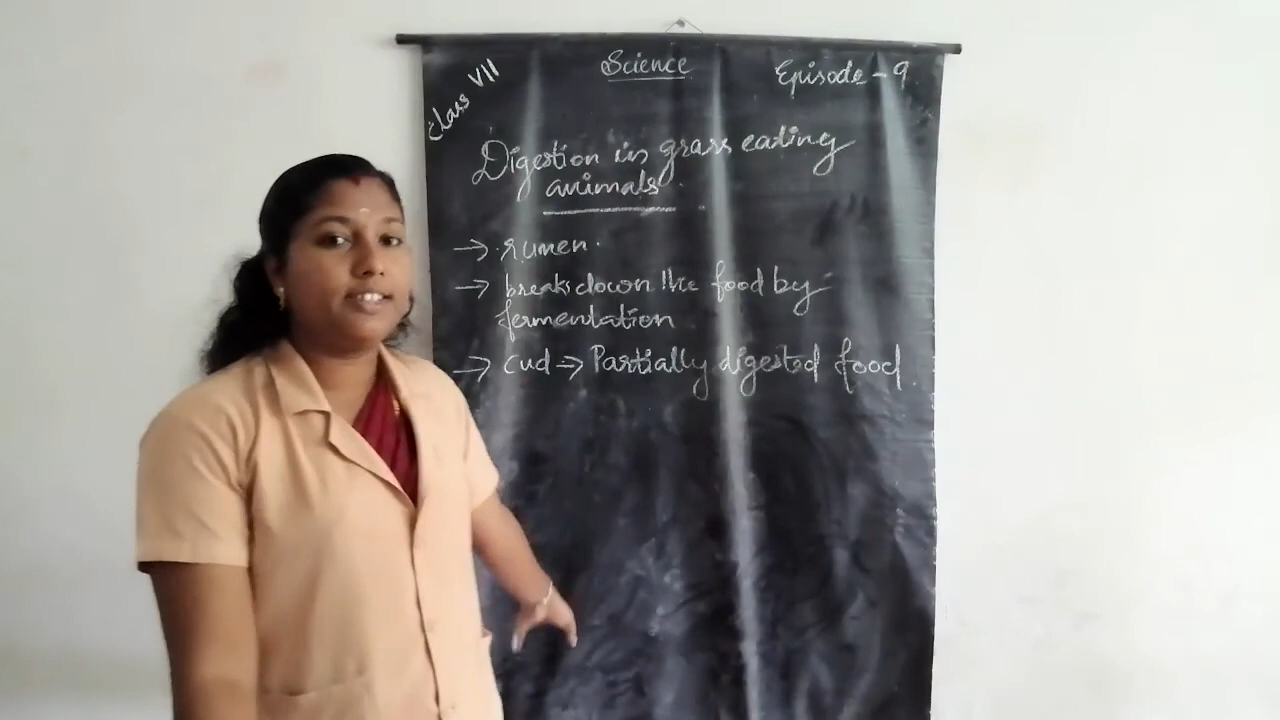 Class VII
Science
Episode - 9
Digestion in grass eating
animals.
→ rumen.
→ breaks down the food by
fermentation
→ cud ⇒ Partially digested food.